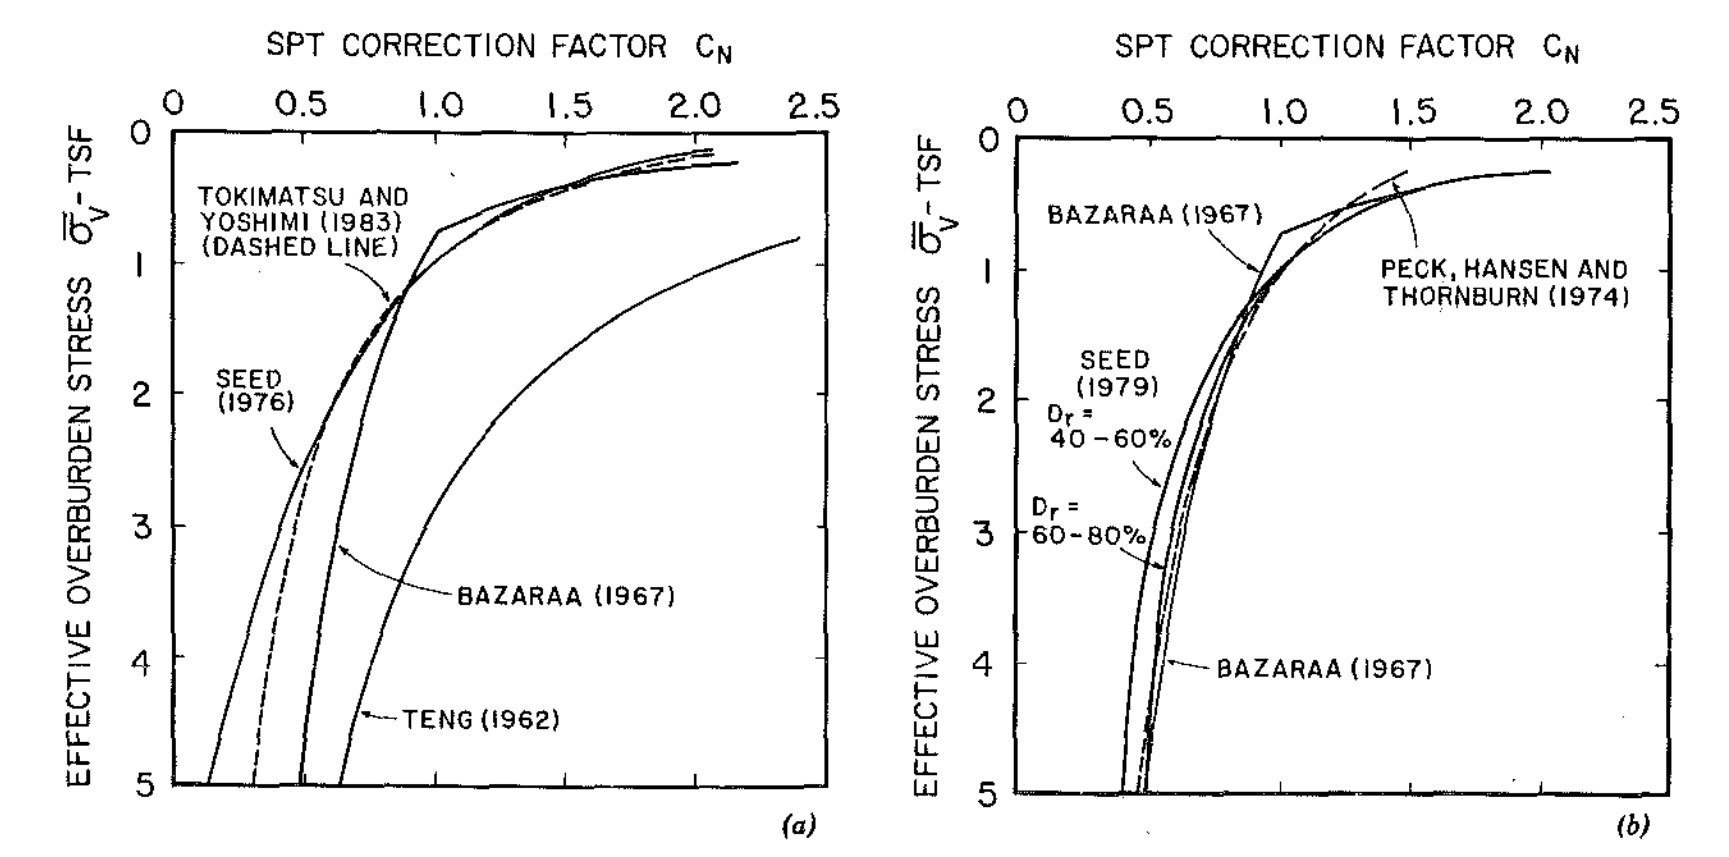 SPT CORRECTION FACTOR CN
0 0.5 1.0 1.5 2.0 2.5
0
1
2
3
4
5
EFFECTIVE OVERBURDEN STRESS σ̅V - TSF
TOKIMATSU AND
YOSHIMI (1983)
(DASHED LINE)
SEED
(1976)
BAZARAA (1967)
TENG (1962)
(a)
SPT CORRECTION FACTOR CN
0 0.5 1.0 1.5 2.0 2.5
0
1
2
3
4
5
EFFECTIVE OVERBURDEN STRESS σ̿V - TSF
BAZARAA (1967)
PECK, HANSEN AND
THORNBURN (1974)
SEED
(1979)
Dr =
40 - 60%
Dr =
60 - 80%
BAZARAA (1967)
(b)